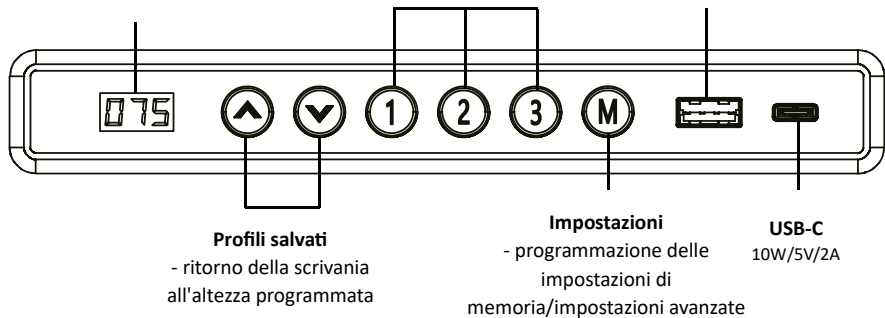 075
1
2
3
M
Profili salvati
- ritorno della scrivania
all'altezza programmata
Impostazioni
- programmazione delle
impostazioni di
memoria/impostazioni avanzate
USB-C
10W/5V/2A